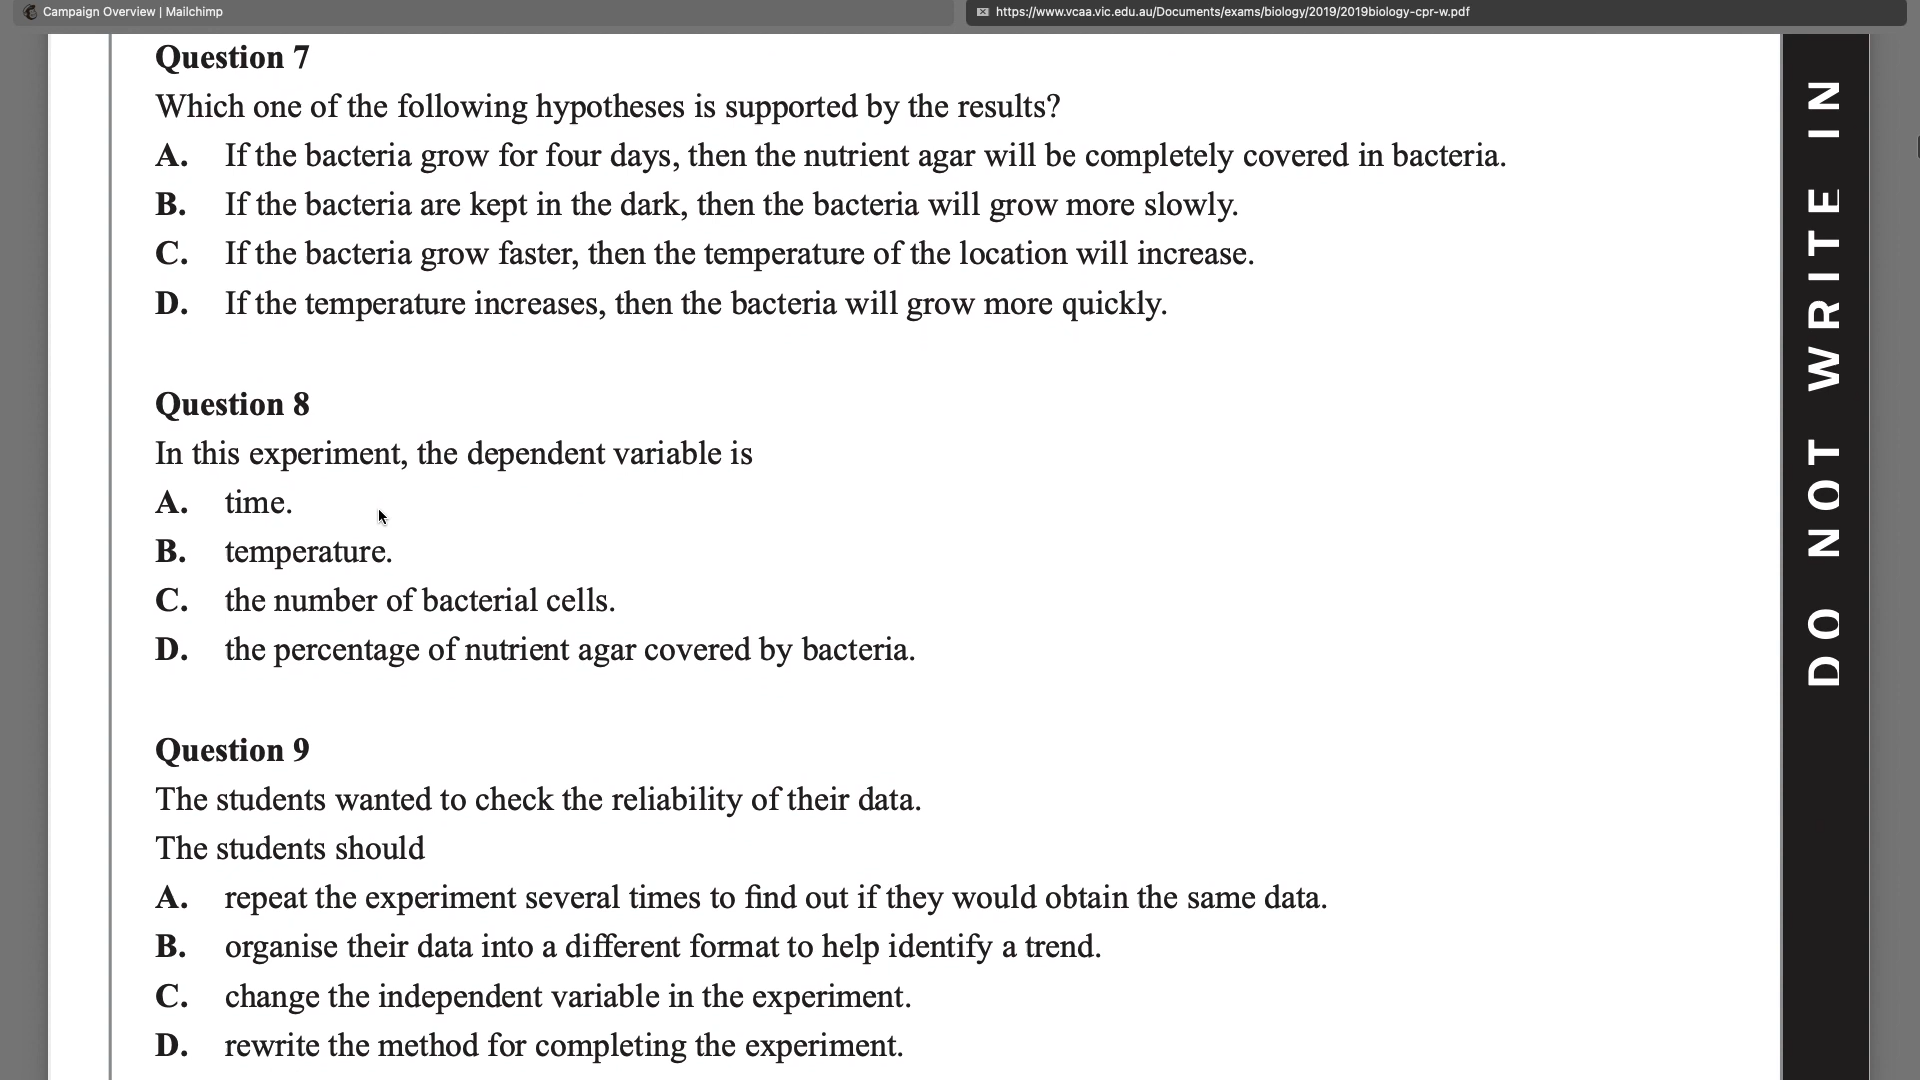 Campaign Overview | Mailchimp
https://www.vcaa.vic.edu.au/Documents/exams/biology/2019/2019biology-cpr-w.pdf
Question 7
Which one of the following hypotheses is supported by the results?
A. If the bacteria grow for four days, then the nutrient agar will be completely covered in bacteria.
B. If the bacteria are kept in the dark, then the bacteria will grow more slowly.
C. If the bacteria grow faster, then the temperature of the location will increase.
D. If the temperature increases, then the bacteria will grow more quickly.
Question 8
In this experiment, the dependent variable is
A. time.
B. temperature.
C. the number of bacterial cells.
D. the percentage of nutrient agar covered by bacteria.
Question 9
The students wanted to check the reliability of their data.
The students should
A. repeat the experiment several times to find out if they would obtain the same data.
B. organise their data into a different format to help identify a trend.
C. change the independent variable in the experiment.
D. rewrite the method for completing the experiment.
DO NOT WRITE IN